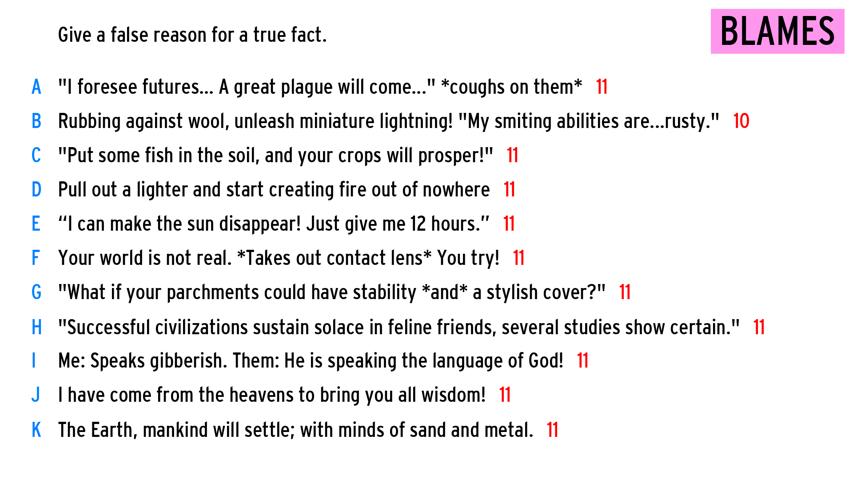 Give a false reason for a true fact.
BLAMES
A "I foresee futures... A great plague will come..." *coughs on them* 11
B Rubbing against wool, unleash miniature lightning! "My smiting abilities are...rusty." 10
C "Put some fish in the soil, and your crops will prosper!" 11
D Pull out a lighter and start creating fire out of nowhere 11
E “I can make the sun disappear! Just give me 12 hours.” 11
F Your world is not real. *Takes out contact lens* You try! 11
G "What if your parchments could have stability *and* a stylish cover?" 11
H "Successful civilizations sustain solace in feline friends, several studies show certain." 11
I Me: Speaks gibberish. Them: He is speaking the language of God! 11
J I have come from the heavens to bring you all wisdom! 11
K The Earth, mankind will settle; with minds of sand and metal. 11